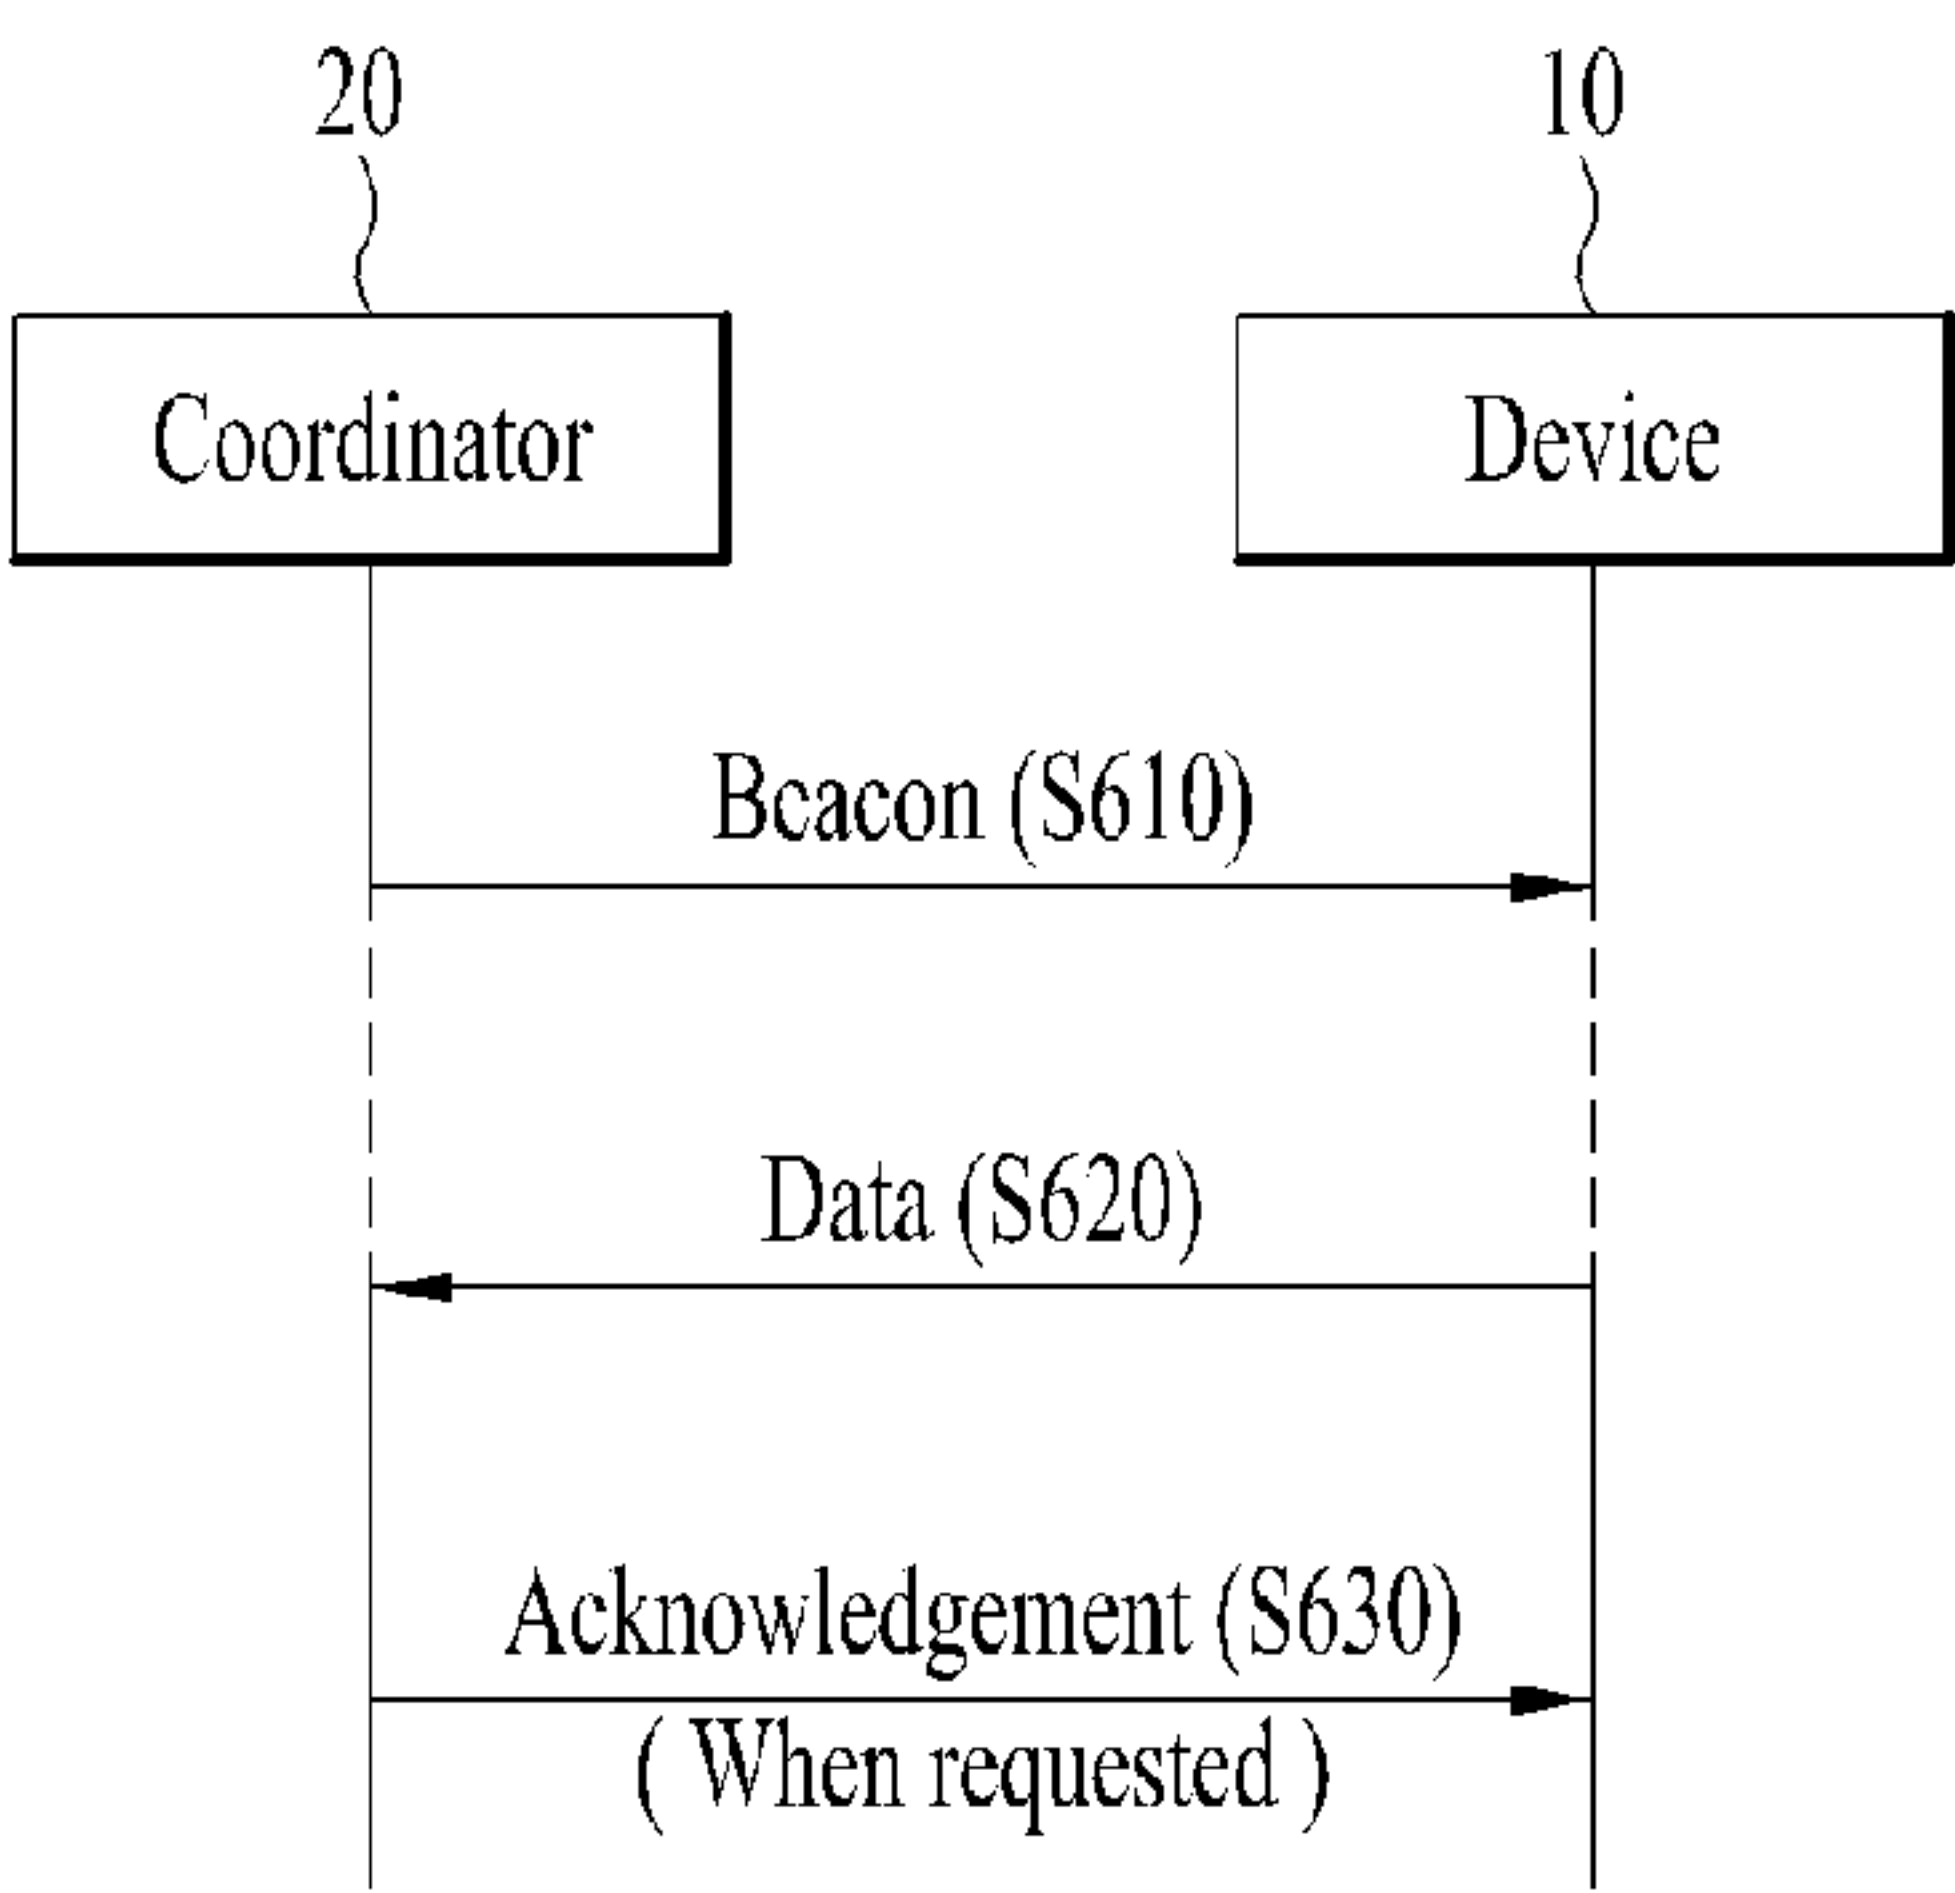 20
10
Coordinator
Device
Beacon (S610)
Data (S620)
Acknowledgement (S630)
( When requested )